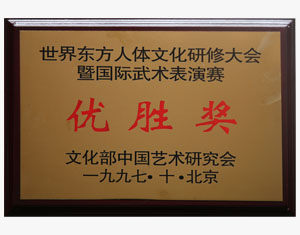 世界东方人体文化研修大会
暨国际武术表演赛
优胜奖
文化部中国艺术研究会
一九九七·十·北京